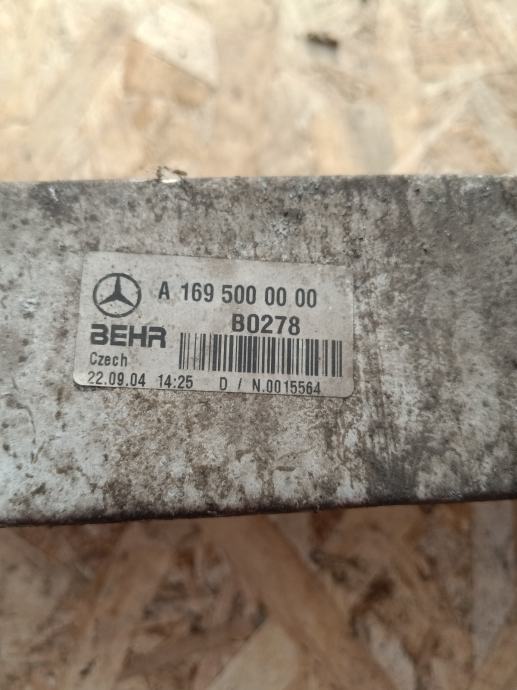 A 169 500 00 00
B0278
BEHR
Czech
22.09.04 14:25 D / N.0015564